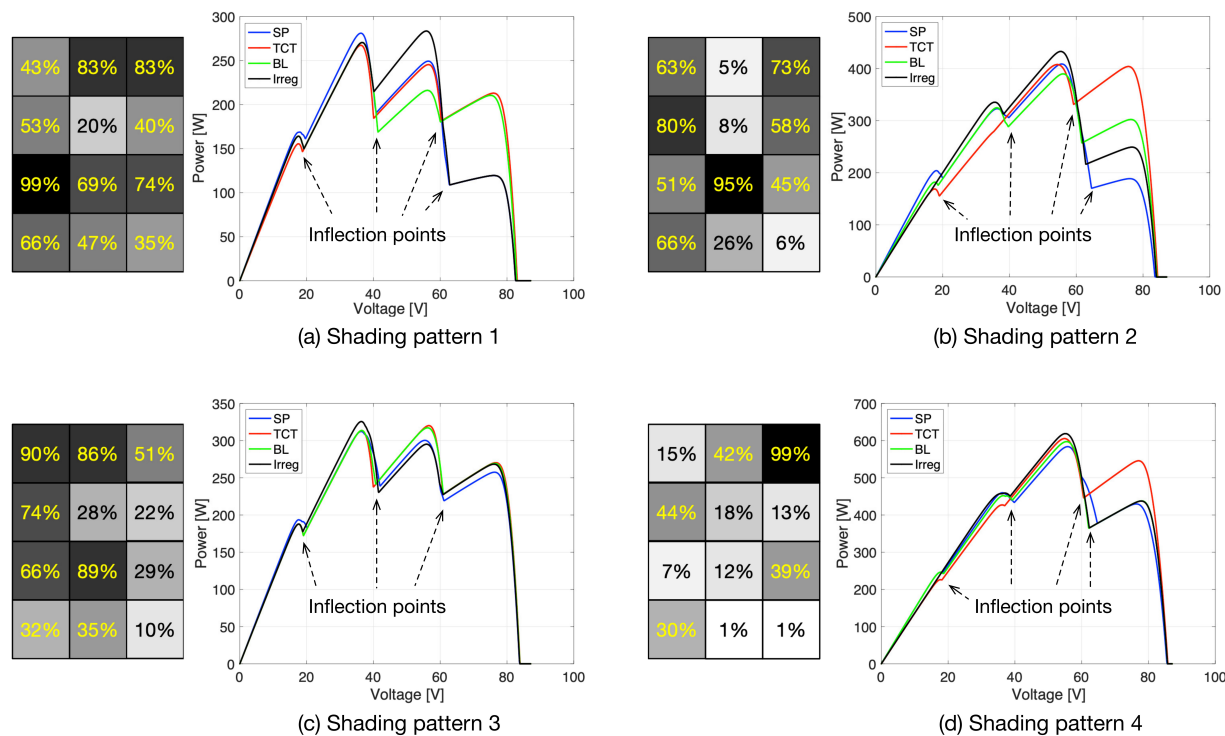 43% 83% 83%
53% 20% 40%
99% 69% 74%
66% 47% 35%
300
250
200
150
100
50
0
Power [W]
SP
TCT
BL
Irreg
Inflection points
0 20 40 60 80 100
Voltage [V]
(a) Shading pattern 1
63% 5% 73%
80% 8% 58%
51% 95% 45%
66% 26% 6%
500
400
300
200
100
0
Power [W]
SP
TCT
BL
Irreg
Inflection points
0 20 40 60 80 100
Voltage [V]
(b) Shading pattern 2
90% 86% 51%
74% 28% 22%
66% 89% 29%
32% 35% 10%
350
300
250
200
150
100
50
0
Power [W]
SP
TCT
BL
Irreg
Inflection points
0 20 40 60 80 100
Voltage [V]
(c) Shading pattern 3
15% 42% 99%
44% 18% 13%
7% 12% 39%
30% 1% 1%
700
600
500
400
300
200
100
0
Power [W]
SP
TCT
BL
Irreg
Inflection points
0 20 40 60 80 100
Voltage [V]
(d) Shading pattern 4